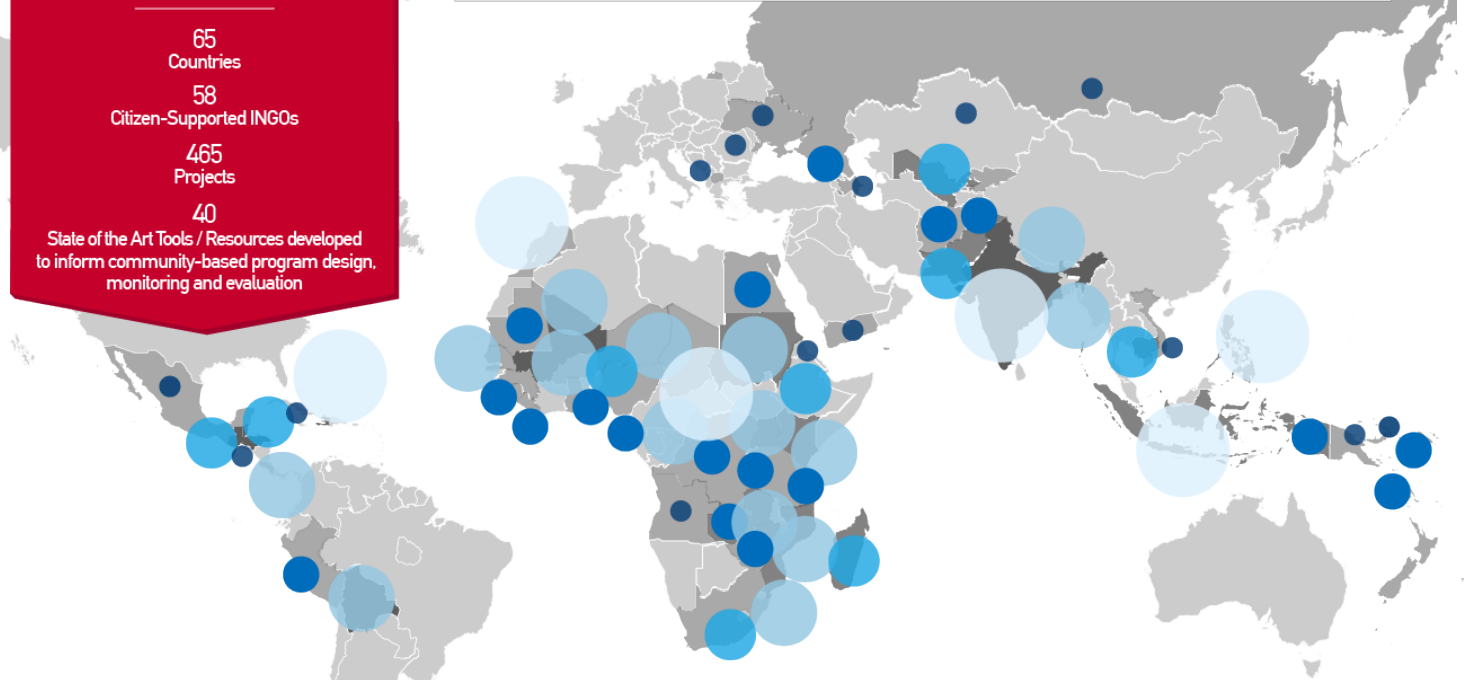 65
Countries
58
Citizen-Supported INGOs
465
Projects
40
State of the Art Tools / Resources developed
to inform community-based program design,
monitoring and evaluation